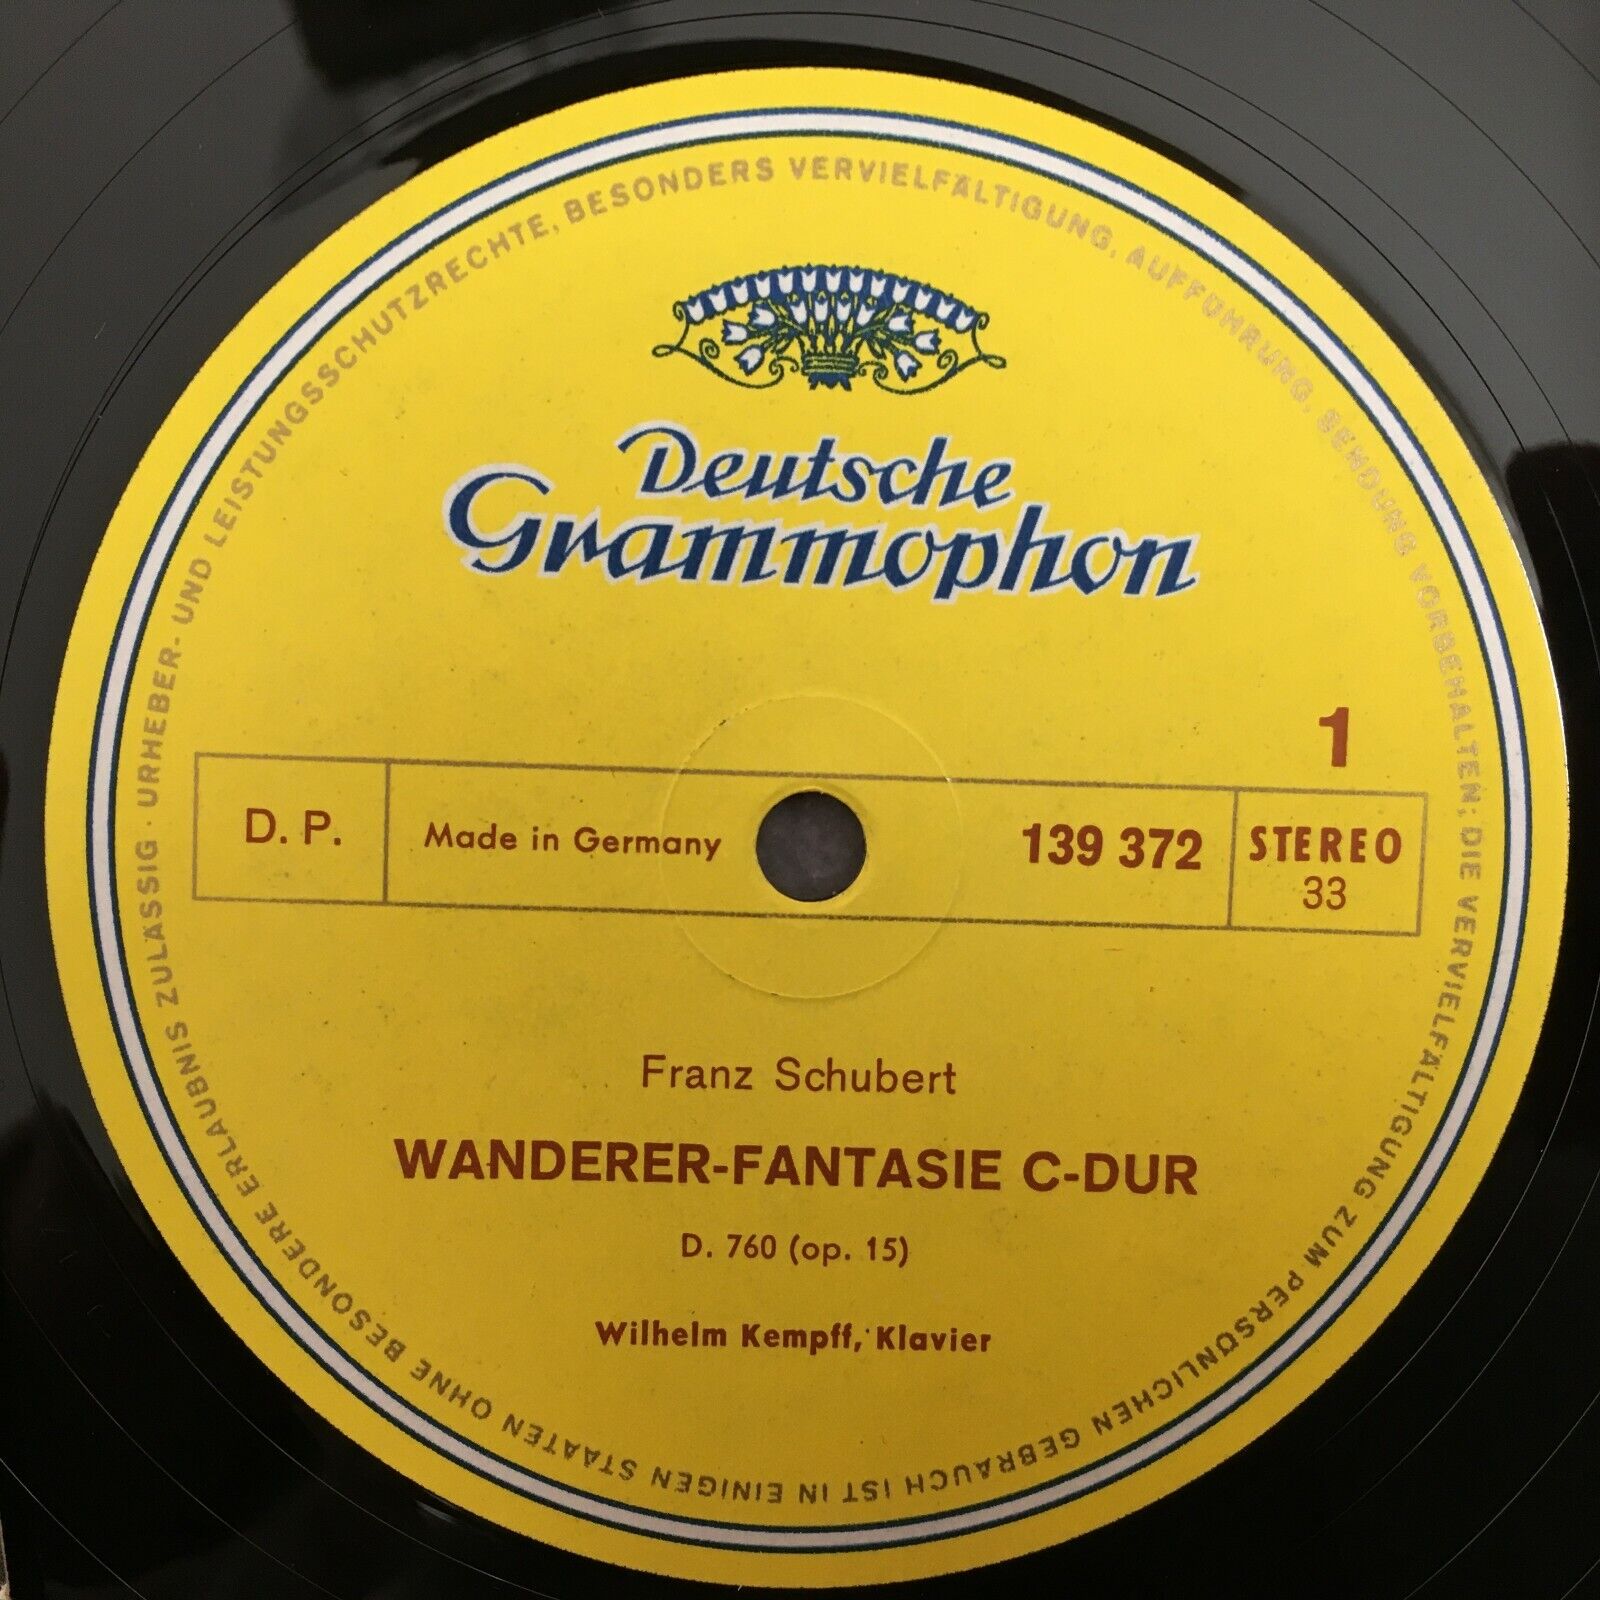 URHEBER- UND LEISTUNGSSCHUTZRECHTE, BESONDERS VERVIELFÄLTIGUNG, AUFFÜHRUNG, SENDUNG VORBEHALTEN; DIE VERVIELFÄLTIGUNG ZUM PERSÖNLICHEN GEBRAUCH IST IN EINIGEN STAATEN OHNE BESONDERE ERLAUBNIS ZULÄSSIG ·
Deutsche
Grammophon
1
D. P. Made in Germany 139 372 STEREO
33
Franz Schubert
WANDERER-FANTASIE C-DUR
D. 760 (op. 15)
Wilhelm Kempff, Klavier